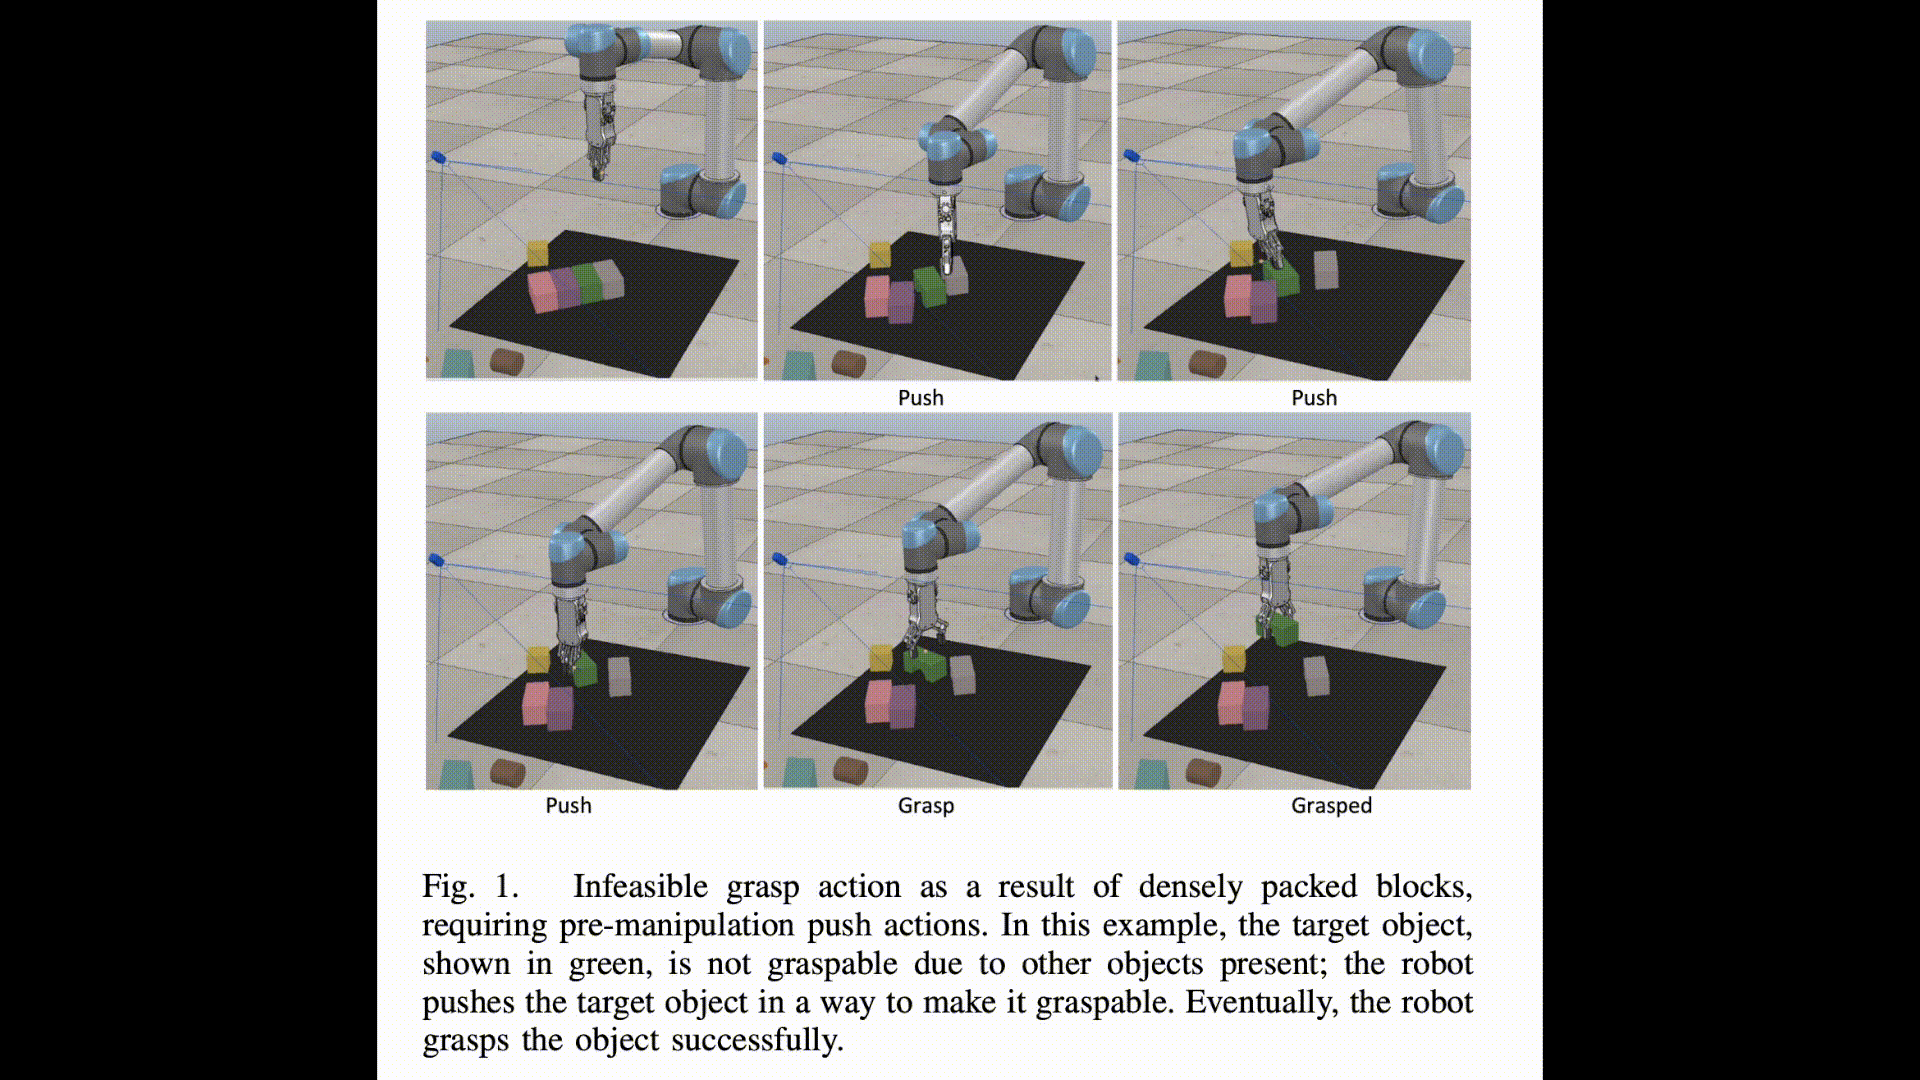 Push
Push
Push
Grasp
Grasped
Fig. 1. Infeasible grasp action as a result of densely packed blocks,
requiring pre-manipulation push actions. In this example, the target object,
shown in green, is not graspable due to other objects present; the robot
pushes the target object in a way to make it graspable. Eventually, the robot
grasps the object successfully.